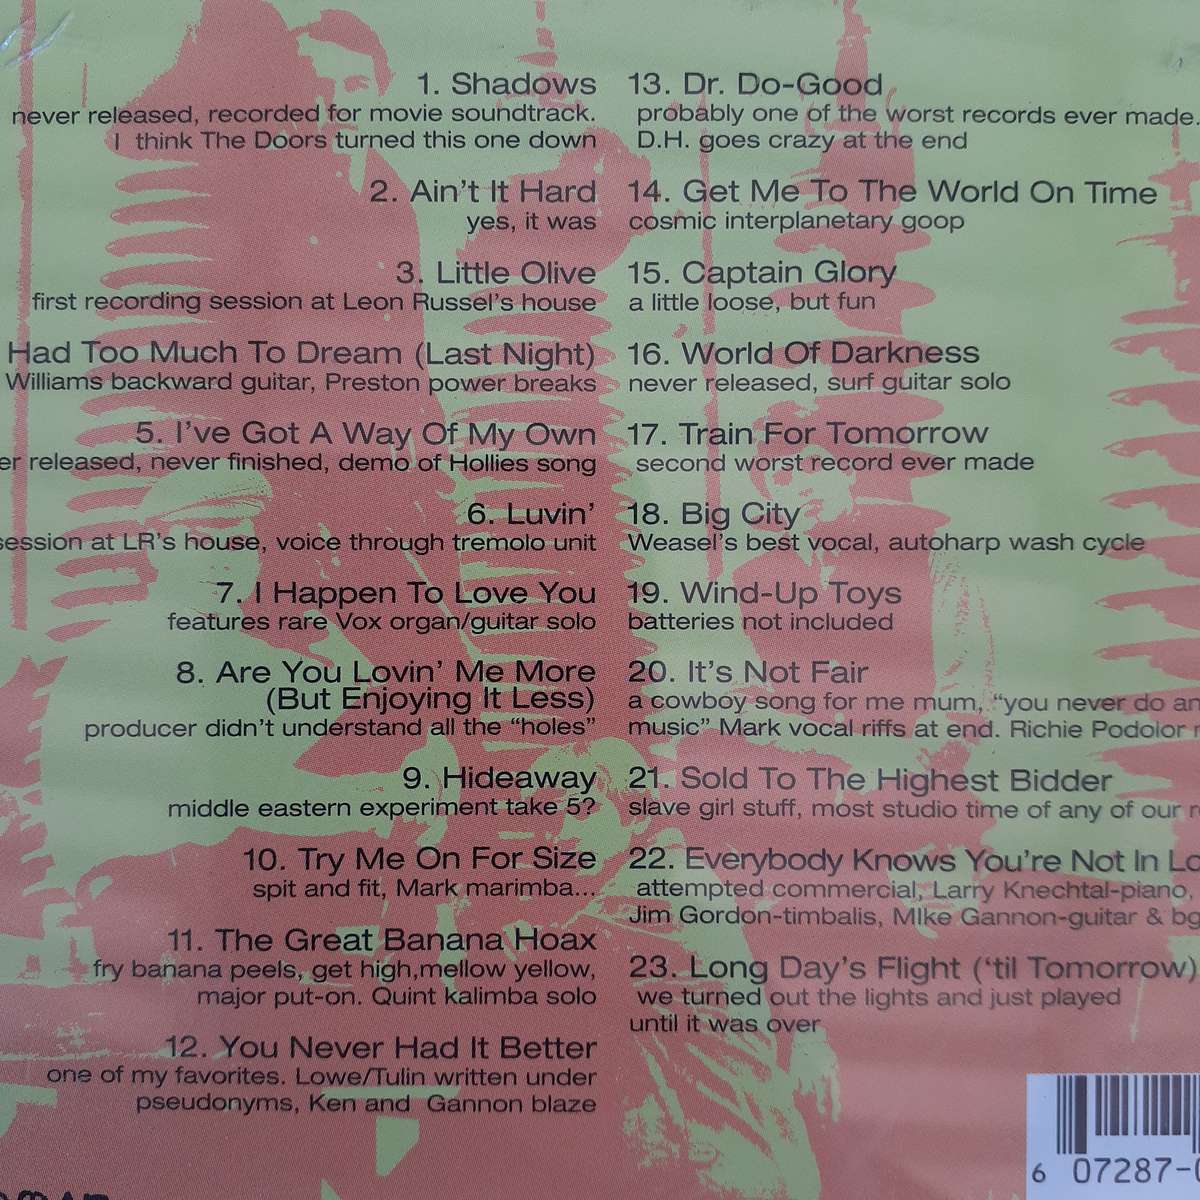 1. Shadows
never released, recorded for movie soundtrack.
I think The Doors turned this one down
2. Ain't It Hard
yes, it was
3. Little Olive
first recording session at Leon Russel's house
Had Too Much To Dream (Last Night)
Williams backward guitar, Preston power breaks
5. I've Got A Way Of My Own
released, never finished, demo of Hollies song
6. Luvin'
session at LR's house, voice through tremolo unit
7. I Happen To Love You
features rare Vox organ/guitar solo
8. Are You Lovin' Me More
(But Enjoying It Less)
producer didn't understand all the "holes"
9. Hideaway
middle eastern experiment take 5?
10. Try Me On For Size
spit and fit, Mark marimba...
11. The Great Banana Hoax
fry banana peels, get high,mellow yellow,
major put-on. Quint kalimba solo
12. You Never Had It Better
one of my favorites. Lowe/Tulin written under
pseudonyms, Ken and Gannon blaze
13. Dr. Do-Good
probably one of the worst records ever made.
D.H. goes crazy at the end
14. Get Me To The World On Time
cosmic interplanetary goop
15. Captain Glory
a little loose, but fun
16. World Of Darkness
never released, surf guitar solo
17. Train For Tomorrow
second worst record ever made
18. Big City
Weasel's best vocal, autoharp wash cycle
19. Wind-Up Toys
batteries not included
20. It's Not Fair
a cowboy song for me mum, "you never do
music" Mark vocal riffs at end. Richie Podolor
21. Sold To The Highest Bidder
slave girl stuff, most studio time of any of our
22. Everybody Knows You're Not In
attempted commercial, Larry Knechtal-piano,
Jim Gordon-timbalis, MIke Gannon-guitar &
23. Long Day's Flight ('til Tomorrow)
we turned out the lights and just played
until it was over
6 07287-